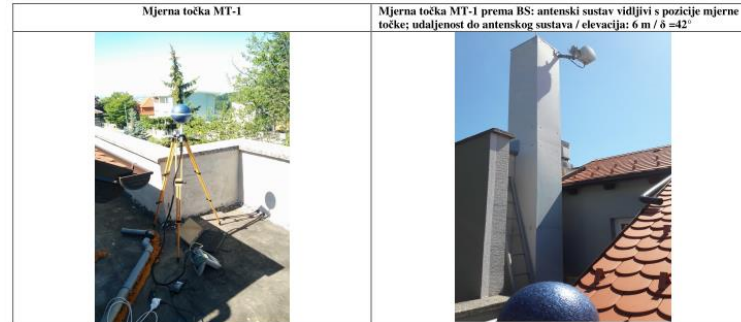 Mjerna točka MT-1
Mjerna točka MT-1 prema BS: antenski sustav vidljivi s pozicije mjerne
točke; udaljenost do antenskog sustava / elevacija: 6 m / δ =42°